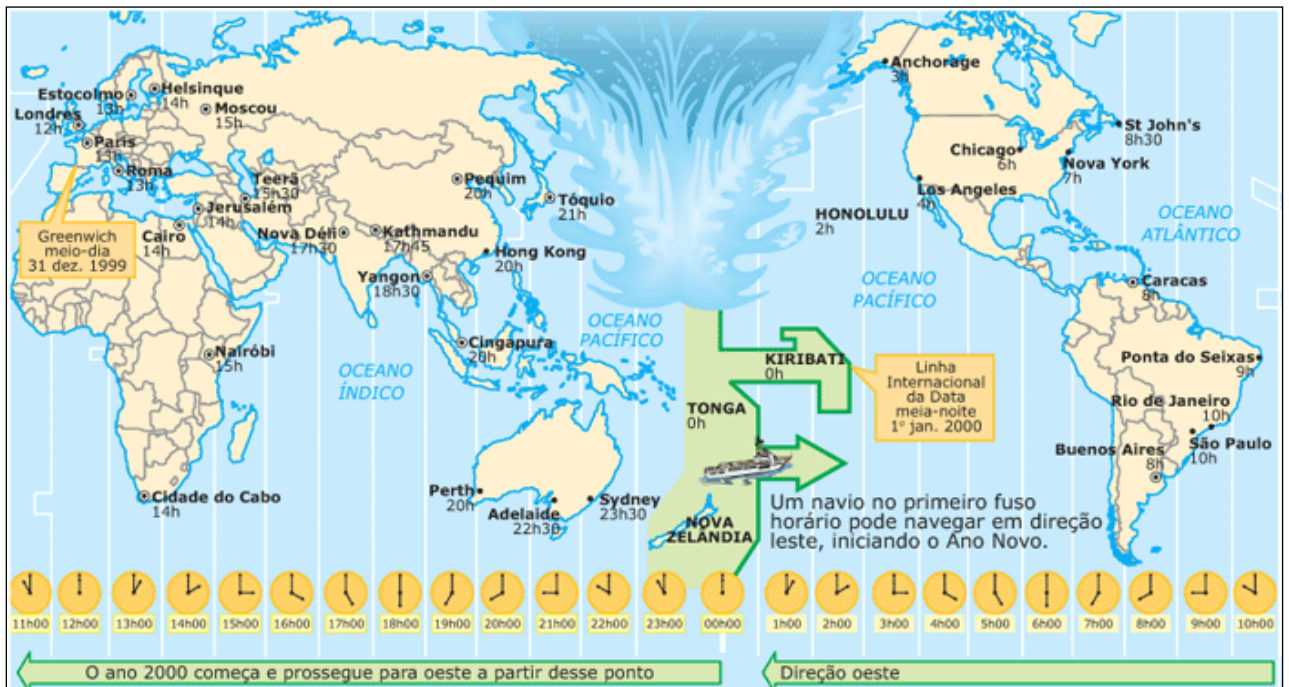 Estocolmo
13h
Helsinque
14h
Londres
12h
Moscou
15h
Paris
13h
Roma
13h
Teerã
15h30
Jerusalém
14h
Cairo
14h
Greenwich
meio-dia
31 dez. 1999
Nova Déli
17h30
Kathmandu
17h45
Pequim
20h
Tóquio
21h
Hong Kong
20h
Yangon
18h30
Cingapura
20h
Nairóbi
15h
OCEANO
ÍNDICO
OCEANO
PACÍFICO
Cidade do Cabo
14h
Perth
20h
Adelaide
22h30
Sydney
23h30
NOVA
ZELÂNDIA
TONGA
0h
KIRIBATI
0h
Linha
Internacional
da Data
meia-noite
1º jan. 2000
Um navio no primeiro fuso
horário pode navegar em direção
leste, iniciando o Ano Novo.
HONOLULU
2h
OCEANO
PACÍFICO
Anchorage
3h
St John's
8h30
Chicago
6h
Nova York
7h
Los Angeles
4h
OCEANO
ATLÂNTICO
Caracas
8h
Ponta do Seixas
9h
Rio de Janeiro
10h
São Paulo
10h
Buenos Aires
8h
11h00 12h00 13h00 14h00 15h00 16h00 17h00 18h00 19h00 20h00 21h00 22h00 23h00 00h00 1h00 2h00 3h00 4h00 5h00 6h00 7h00 8h00 9h00 10h00
O ano 2000 começa e prossegue para oeste a partir desse ponto
Direção oeste